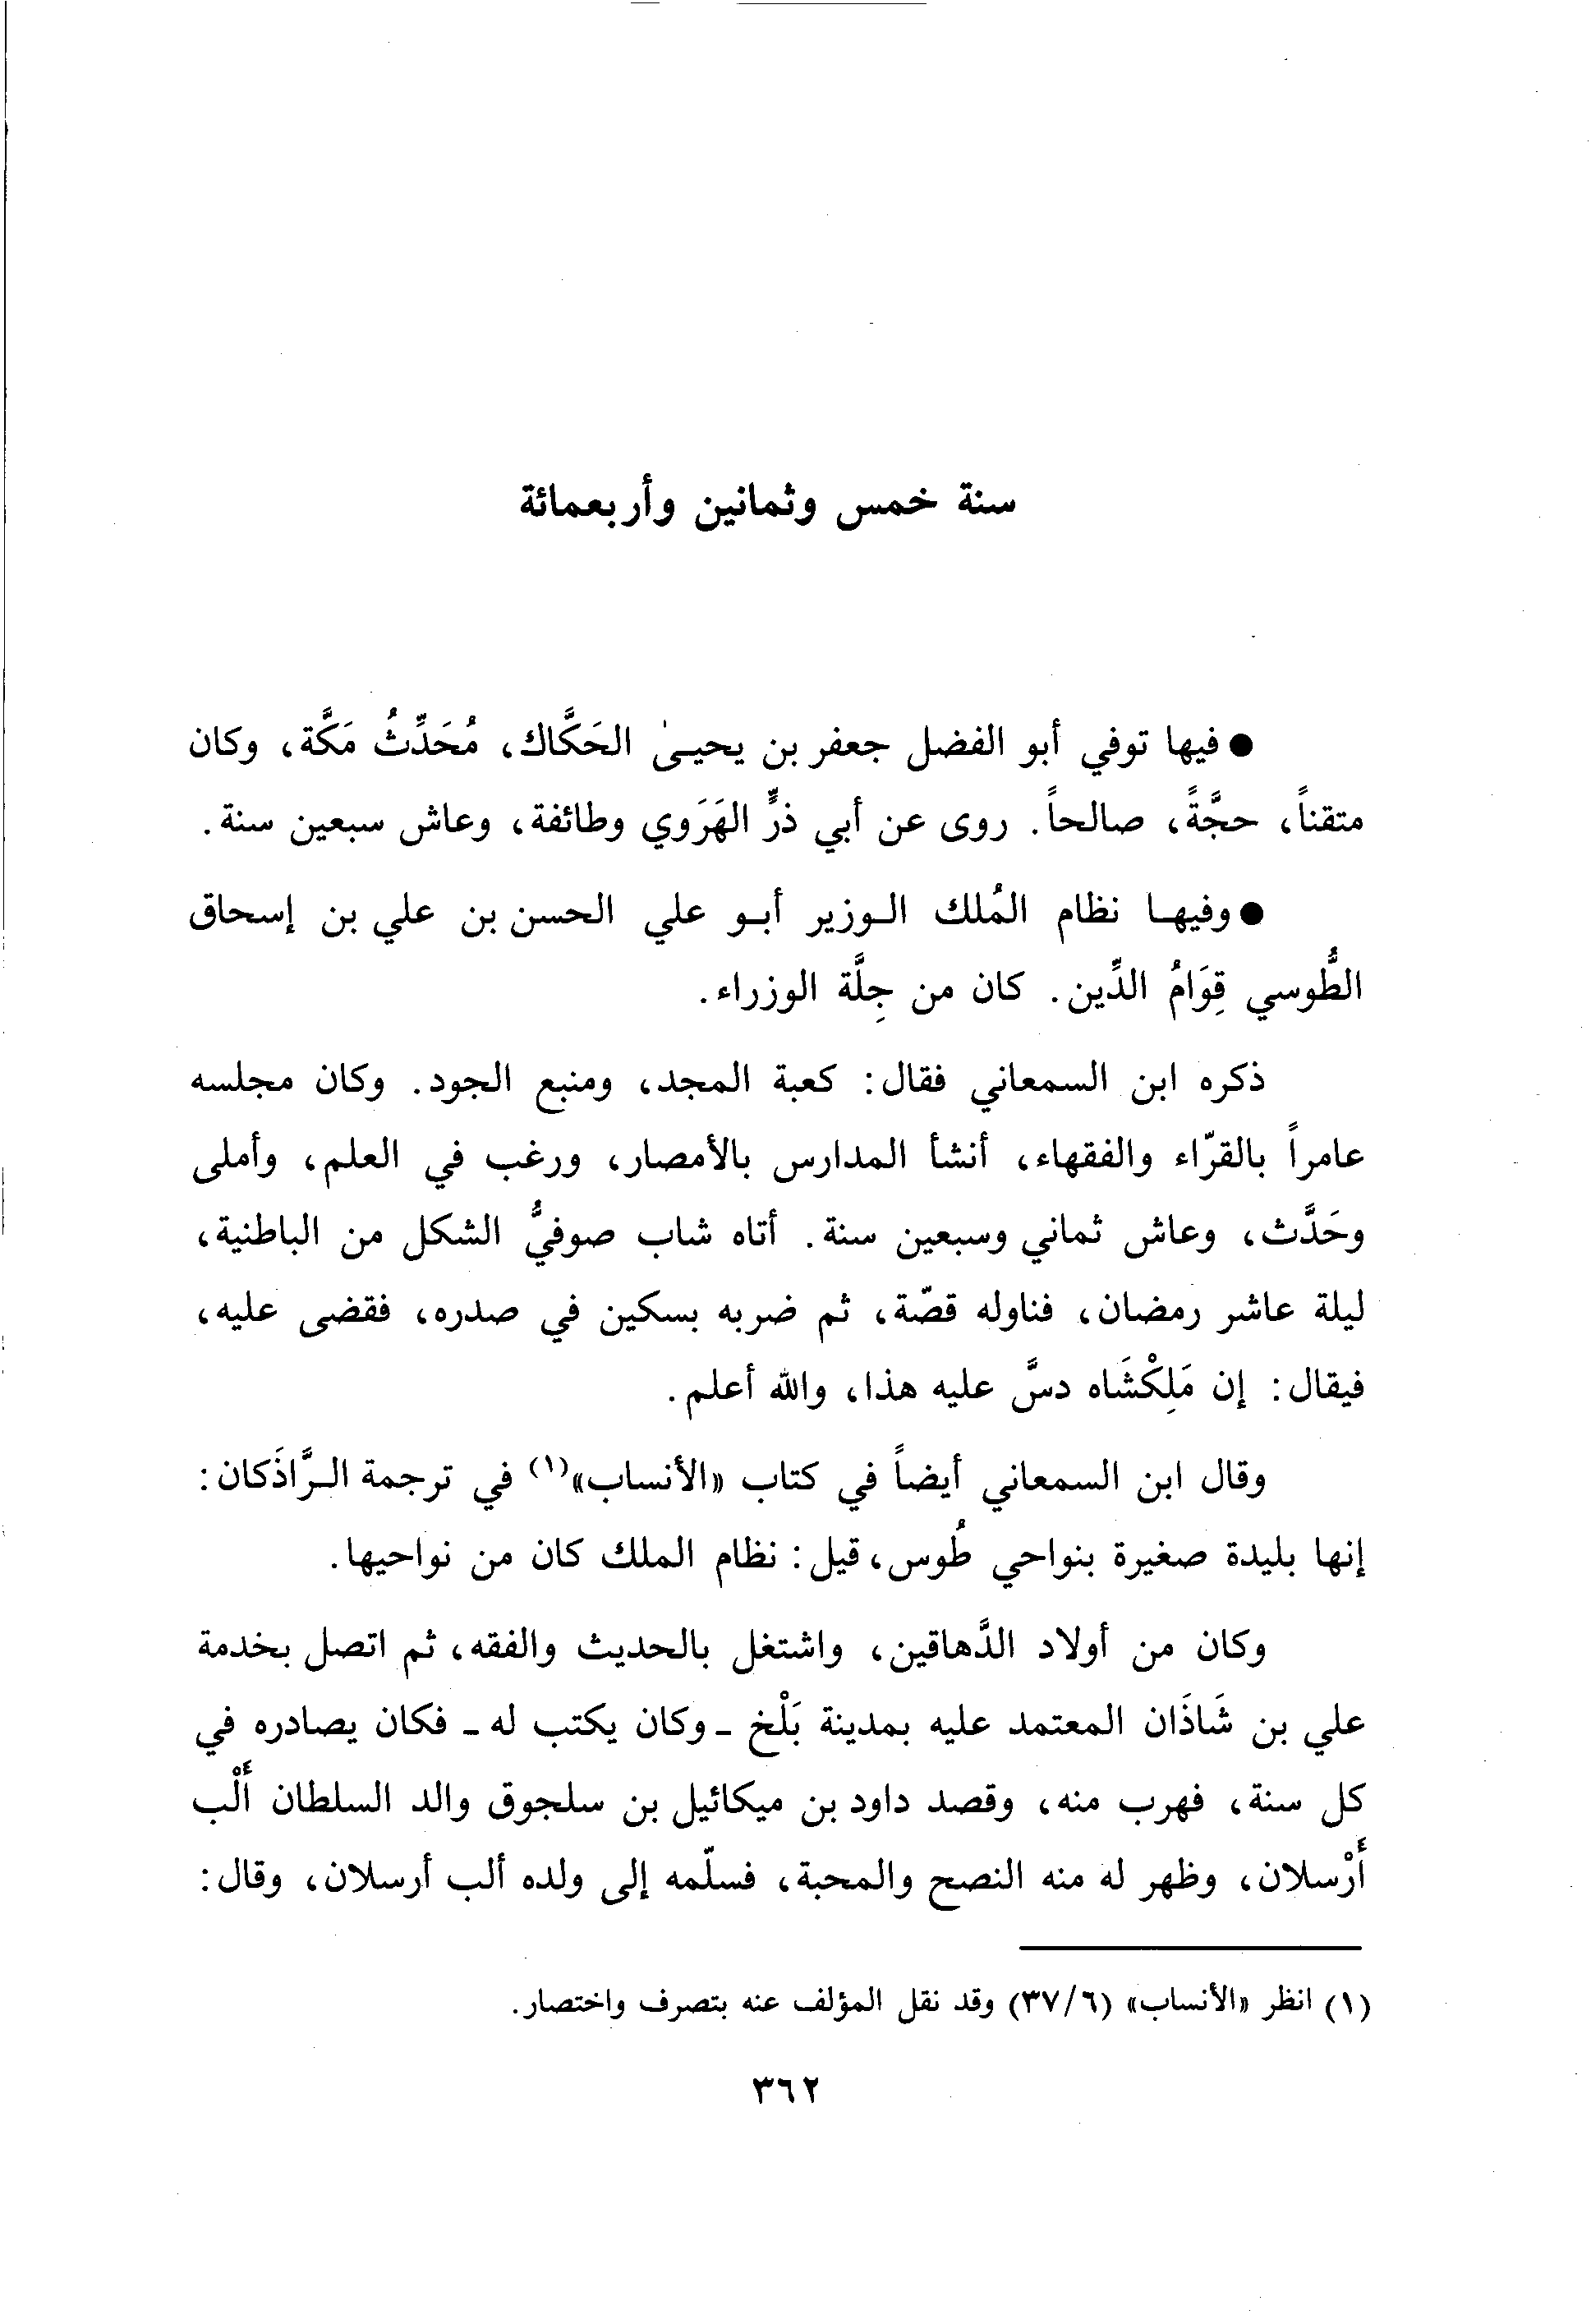 سنة خمس وثمانين وأربعمائة
● فيها توفي أبو الفضل جعفر بن يحيىٰ الحَكَّاك، مُحَدِّثُ مَكَّة، وكان
متقناً، حجَّةً، صالحاً. روى عن أبي ذرٍّ الهَرَوي وطائفة، وعاش سبعين سنة.
● وفيها نظام المُلك الوزير أبو علي الحسن بن علي بن إسحاق
الطُّوسي قِوَامُ الدِّين. كان من جِلَّة الوزراء.
ذكره ابن السمعاني فقال: كعبة المجد، ومنبع الجود. وكان مجلسه
عامراً بالقرّاء والفقهاء، أنشأ المدارس بالأمصار، ورغب في العلم، وأملى
وحَدَّث، وعاش ثماني وسبعين سنة. أتاه شاب صوفيُّ الشكل من الباطنية،
ليلة عاشر رمضان، فناوله قصّة، ثم ضربه بسكين في صدره، فقضى عليه،
فيقال: إن مَلِكْشَاه دسَّ عليه هذا، والله أعلم.
وقال ابن السمعاني أيضاً في كتاب «الأنساب»(١) في ترجمة الرَّاذَكان:
إنها بليدة صغيرة بنواحي طُوس، قيل: نظام الملك كان من نواحيها.
وكان من أولاد الدَّهاقين، واشتغل بالحديث والفقه، ثم اتصل بخدمة
علي بن شَاذَان المعتمد عليه بمدينة بَلْخ ـ وكان يكتب له ـ فكان يصادره في
كل سنة، فهرب منه، وقصد داود بن ميكائيل بن سلجوق والد السلطان أَلْب
أَرْسلان، وظهر له منه النصح والمحبة، فسلّمه إلى ولده ألب أرسلان، وقال:
(١) انظر «الأنساب» (٣٧/٦) وقد نقل المؤلف عنه بتصرف واختصار.
٣٦٢